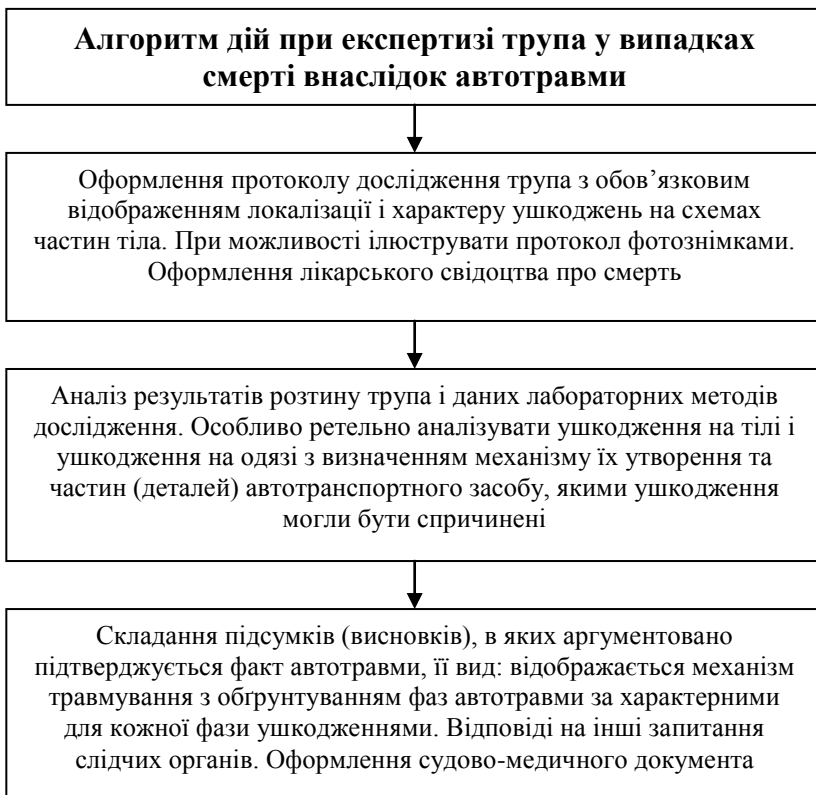 Алгоритм дій при експертизі трупа у випадках
смерті внаслідок автотравми
Оформлення протоколу дослідження трупа з обов’язковим
відображенням локалізації і характеру ушкоджень на схемах
частин тіла. При можливості ілюструвати протокол фотознімками.
Оформлення лікарського свідоцтва про смерть
Аналіз результатів розтину трупа і даних лабораторних методів
дослідження. Особливо ретельно аналізувати ушкодження на тілі і
ушкодження на одязі з визначенням механізму їх утворення та
частин (деталей) автотранспортного засобу, якими ушкодження
могли бути спричинені
Складання підсумків (висновків), в яких аргументовано
підтверджується факт автотравми, її вид: відображається механізм
травмування з обґрунтуванням фаз автотравми за характерними
для кожної фази ушкодженнями. Відповіді на інші запитання
слідчих органів. Оформлення судово-медичного документа